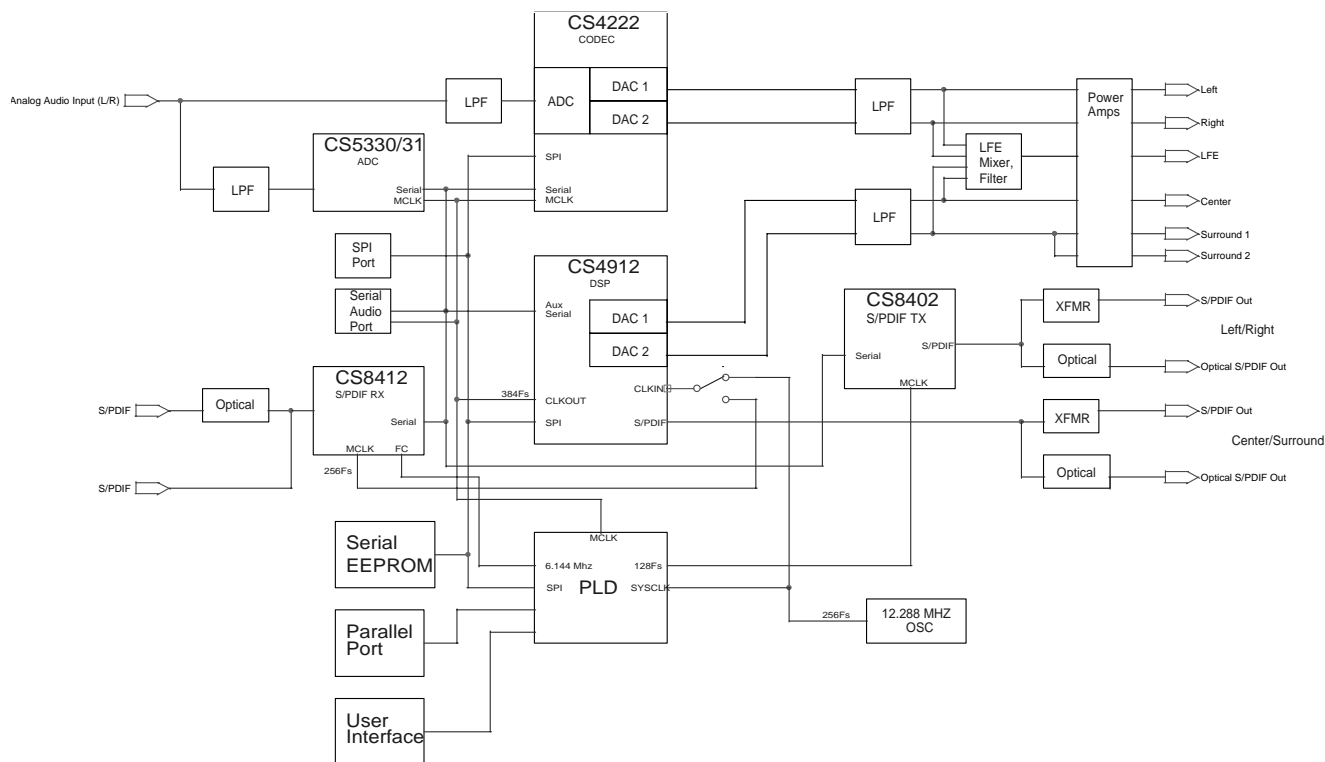 CS4222
CODEC
ADC
DAC 1
DAC 2
SPI
Serial
MCLK
Analog Audio Input (L/R)
LPF
LPF
CS5330/31
ADC
Serial
MCLK
LPF
LPF
LFE
Mixer,
Filter
Power
Amps
Left
Right
LFE
Center
Surround 1
Surround 2
SPI
Port
Serial
Audio
Port
CS4912
DSP
Aux
Serial
DAC 1
DAC 2
CLKIN
384Fs
CLKOUT
SPI
S/PDIF
CS8402
S/PDIF TX
S/PDIF
Serial
MCLK
XFMR
S/PDIF Out
Left/Right
Optical
Optical S/PDIF Out
XFMR
S/PDIF Out
Center/Surround
Optical
Optical S/PDIF Out
S/PDIF
Optical
S/PDIF
CS8412
S/PDIF RX
Serial
MCLK
FC
256Fs
Serial
EEPROM
Parallel
Port
User
Interface
MCLK
6.144 Mhz
128Fs
SPI
PLD
SYSCLK
256Fs
12.288 MHZ
OSC